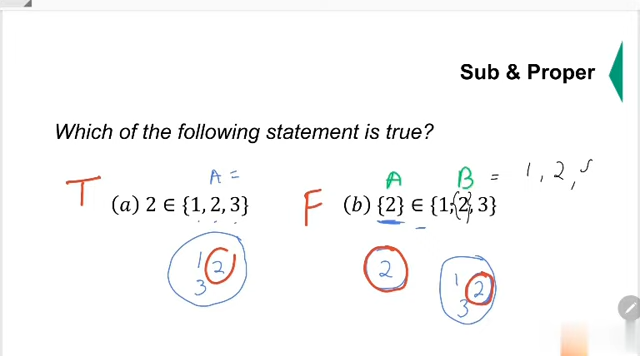 Sub & Proper
Which of the following statement is true?
A =
A
B = 1, 2,
T (a) 2 ∈ {1, 2, 3}
F (b) {2} ∈ {1, {2}, 3}
1 2
3
2
1 2
3